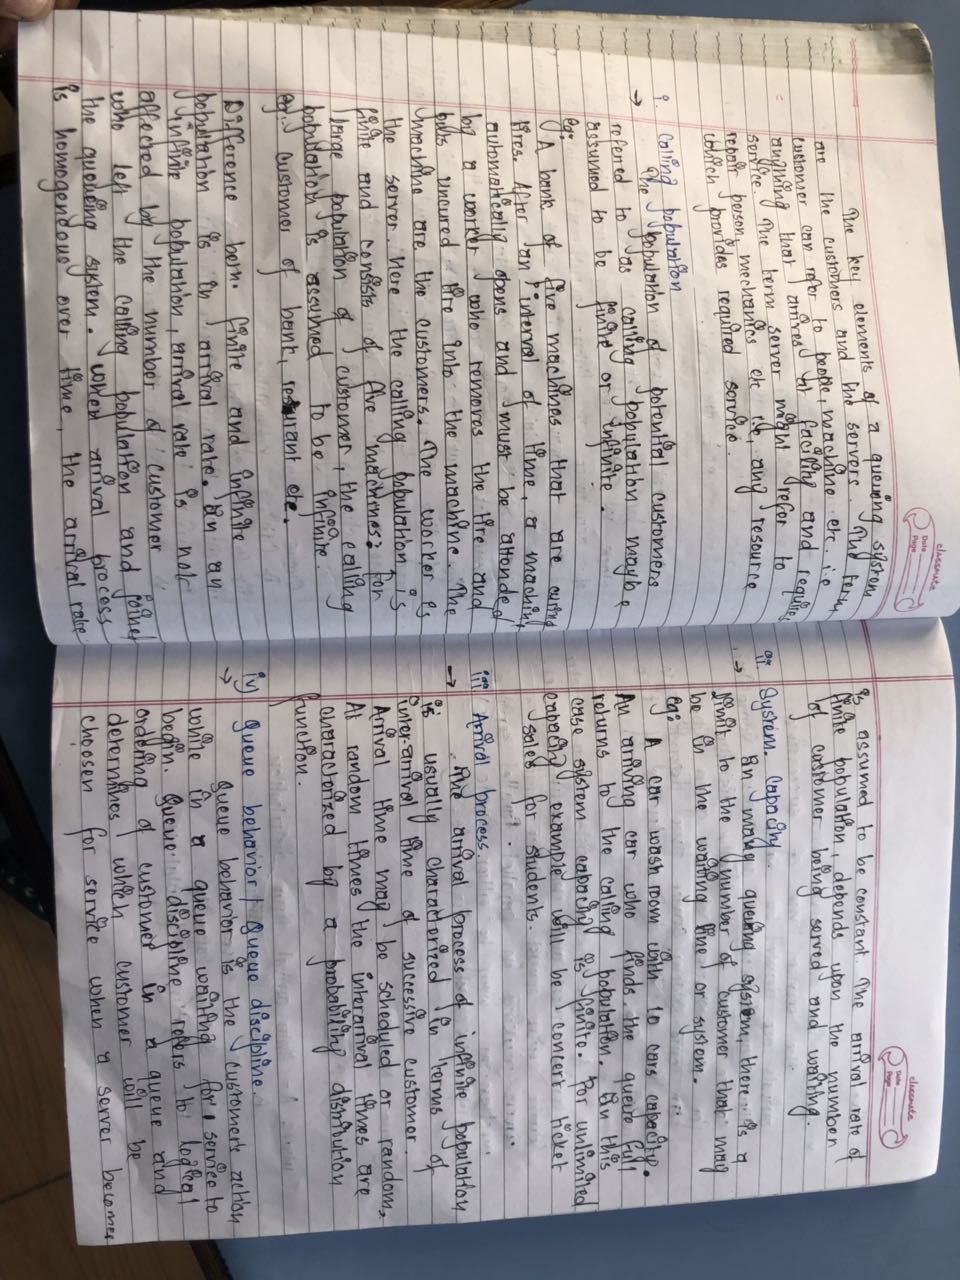 classmate
Date
Page
The key elements of a queuing system
are the customers and the servers. The term
customer can refer to people, machine etc. i.e
anything that arrives at facility and requires
service. The term server might refer to
repair person, mechanics etc i.e, any resource
which provides required service.
i. Calling population
→ The population of potential customers
referred to as calling population maybe
assumed to be finite or infinite.
eg:
A bank of five machines that are curing
tires. After an interval of time, a machine
automatically opens and must be attended
by a worker who removes the tire and
puts uncured tire into the machine. The
machine are the customers. The worker is
the server. Here the calling population is
finite and consists of five machines. For
large population of customer, the calling
population is assumed to be infinite.
eg: customer of bank, restaurant etc.
Difference betn. finite and infinite
population is in arrival rate. In an
infinite population, arrival rate is not
affected by the number of customer
who left the calling population and joined
the queuing system. When arrival process
is homogeneous over time, the arrival rate
classmate
Date
Page
is assumed to be constant. The arrival rate of
finite population, depends upon the number
of customer being served and waiting.
ii System capacity
→ In many queuing system, there is a
limit to the number of customer that may
be in the waiting line or system.
eg:
A car wash room with to cars capacity.
An arriving car who finds the queue full
returns to the calling population. In this
case system capacity is finite. For unlimited
capacity example will be concert ticket
sales for students.
iii Arrival process.
→ The arrival process of infinite population
is usually characterized in terms of
inter-arrival time of successive customer.
Arrival time may be scheduled or random.
At random times the interarrival times are
characterized by a probability distribution
function.
iv) Queue behavior / Queue discipline.
→ Queue behavior is the customers action
while in a queue waiting for service to
begin. Queue discipline refers to logical
ordering of customer in a queue and
determines which customer will be
chosen for service when a server becomes